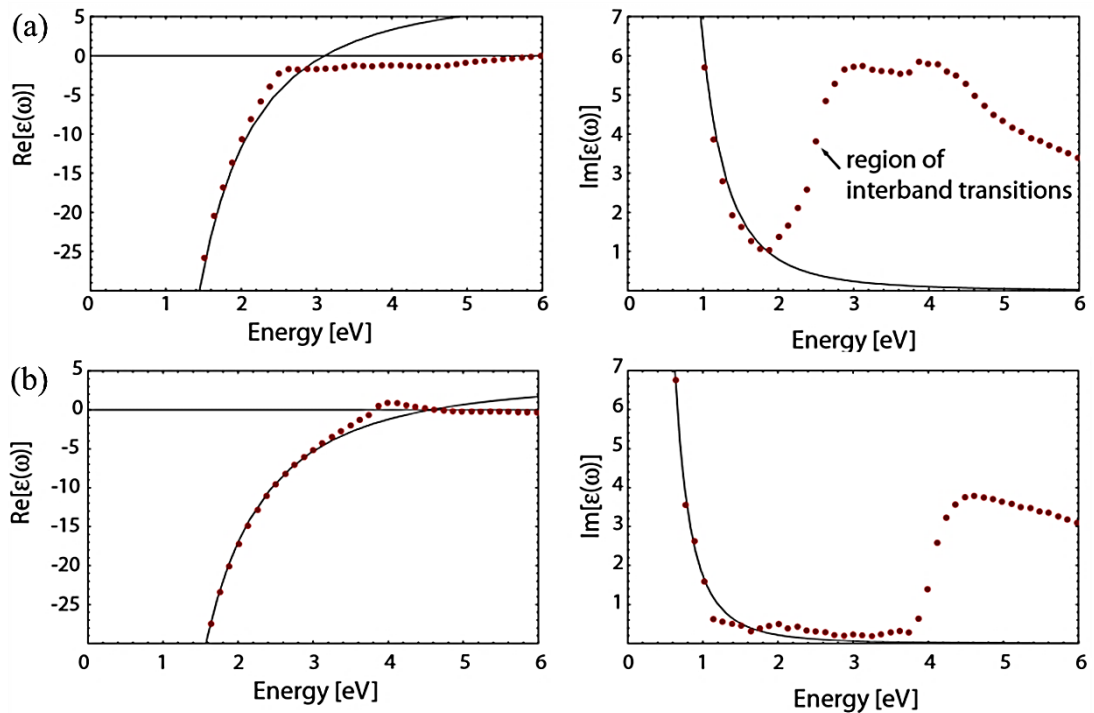 (a)
5
0
-5
-10
-15
-20
-25
Re[ε(ω)]
0 1 2 3 4 5 6
Energy [eV]
7
6
5
4
3
2
1
Im[ε(ω)]
region of
interband transitions
0 1 2 3 4 5 6
Energy [eV]
(b)
5
0
-5
-10
-15
-20
-25
Re[ε(ω)]
0 1 2 3 4 5 6
Energy [eV]
7
6
5
4
3
2
1
Im[ε(ω)]
0 1 2 3 4 5 6
Energy [eV]